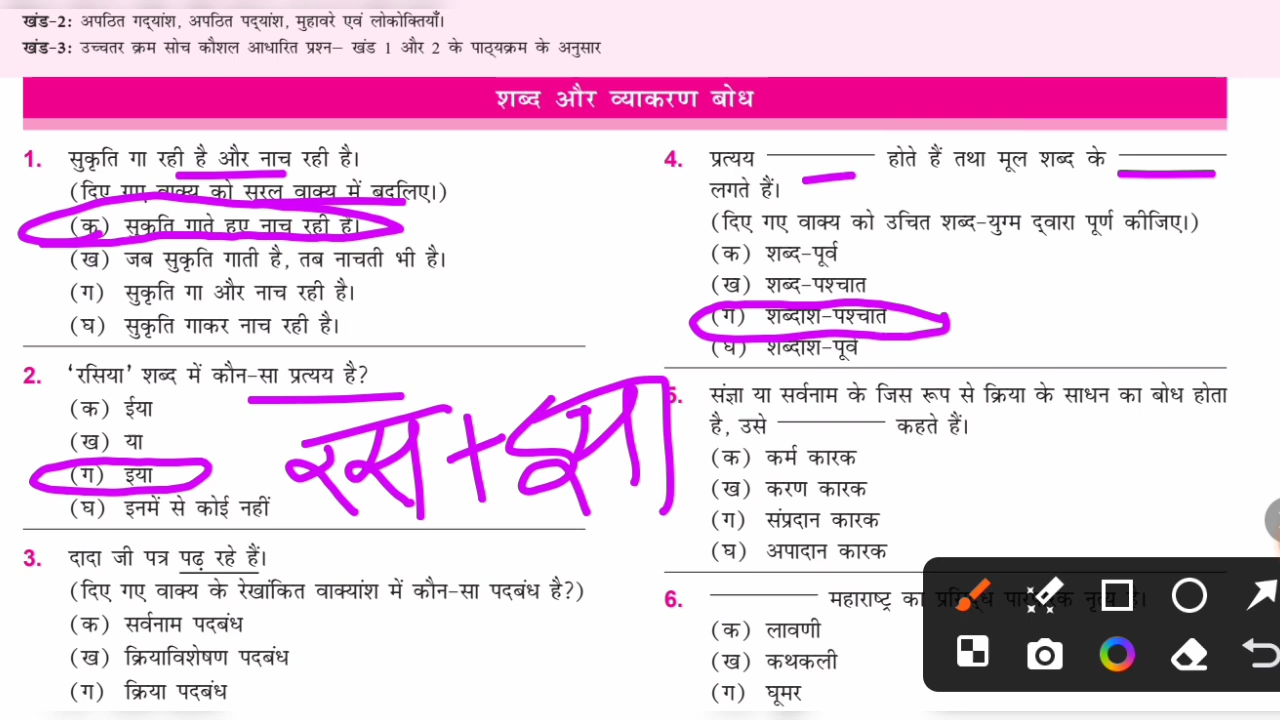 खंड-2: अपठित गद्यांश, अपठित पद्यांश, मुहावरे एवं लोकोक्तियाँ।
खंड-3: उच्चतर क्रम सोच कौशल आधारित प्रश्न– खंड 1 और 2 के पाठ्यक्रम के अनुसार
शब्द और व्याकरण बोध
1. सुकृति गा रही है और नाच रही है।
(दिए गए वाक्य को सरल वाक्य में बदलिए।)
(क) सुकृति गाते हुए नाच रही है।
(ख) जब सुकृति गाती है, तब नाचती भी है।
(ग) सुकृति गा और नाच रही है।
(घ) सुकृति गाकर नाच रही है।
2. ‘रसिया’ शब्द में कौन-सा प्रत्यय है?
(क) ईया
(ख) या
(ग) इया
(घ) इनमें से कोई नहीं
रस + इया
3. दादा जी पत्र पढ़ रहे हैं।
(दिए गए वाक्य के रेखांकित वाक्यांश में कौन-सा पदबंध है?)
(क) सर्वनाम पदबंध
(ख) क्रियाविशेषण पदबंध
(ग) क्रिया पदबंध
4. प्रत्यय ________ होते हैं तथा मूल शब्द के ________
लगते हैं।
(दिए गए वाक्य को उचित शब्द-युग्म द्वारा पूर्ण कीजिए।)
(क) शब्द-पूर्व
(ख) शब्द-पश्चात
(ग) शब्दांश-पश्चात
(घ) शब्दांश-पूर्व
5. संज्ञा या सर्वनाम के जिस रूप से क्रिया के साधन का बोध होता
है, उसे ________ कहते हैं।
(क) कर्म कारक
(ख) करण कारक
(ग) संप्रदान कारक
(घ) अपादान कारक
6. ________ महाराष्ट्र का प्रसिद्ध पारंपरिक नृत्य है।
(क) लावणी
(ख) कथकली
(ग) घूमर